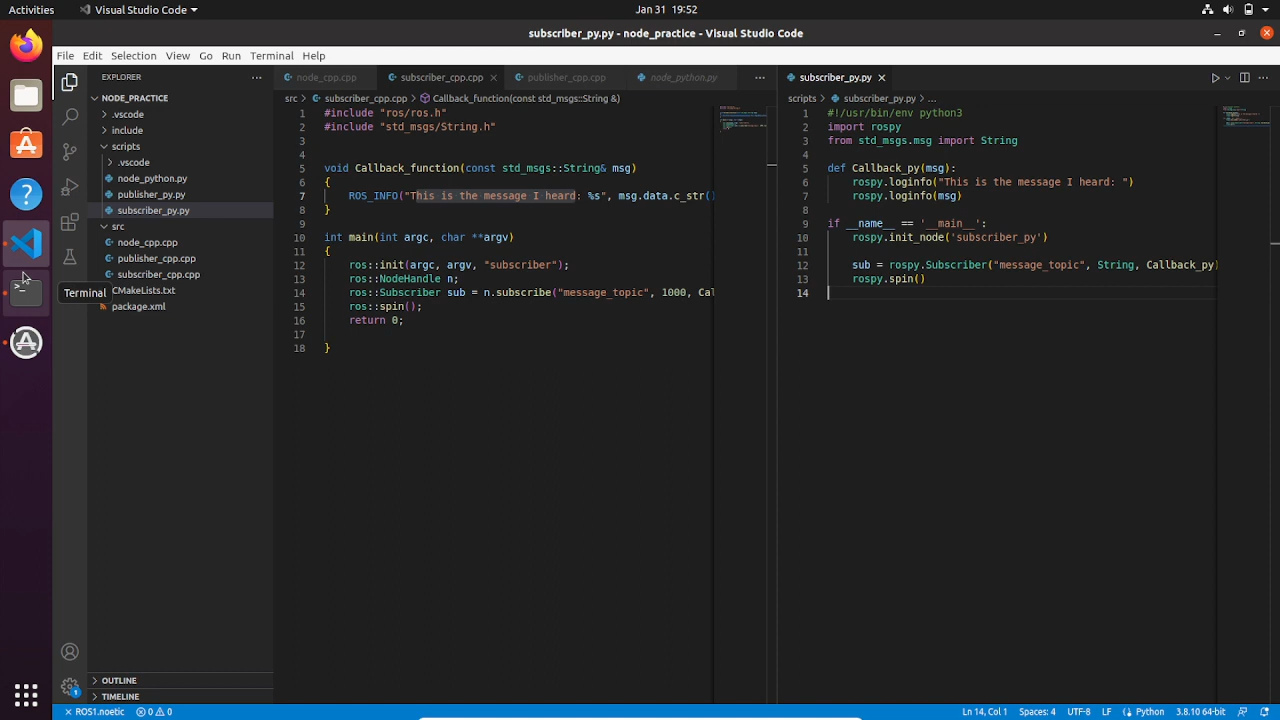 Activities
Visual Studio Code
Jan 31 19:52
subscriber_py.py - node_practice - Visual Studio Code
File Edit Selection View Go Run Terminal Help
EXPLORER
NODE_PRACTICE
.vscode
include
scripts
.vscode
node_python.py
publisher_py.py
subscriber_py.py
src
node_cpp.cpp
publisher_cpp.cpp
subscriber_cpp.cpp
CMakeLists.txt
package.xml
Terminal
OUTLINE
TIMELINE
node_cpp.cpp subscriber_cpp.cpp publisher_cpp.cpp node_python.py
src > subscriber_cpp.cpp > Callback_function(const std_msgs::String &)
1 #include "ros/ros.h"
2 #include "std_msgs/String.h"
3
4
5 void Callback_function(const std_msgs::String& msg)
6 {
7 ROS_INFO("This is the message I heard: %s", msg.data.c_str()
8 }
9
10 int main(int argc, char **argv)
11 {
12 ros::init(argc, argv, "subscriber");
13 ros::NodeHandle n;
14 ros::Subscriber sub = n.subscribe("message_topic", 1000, Cal
15 ros::spin();
16 return 0;
17
18 }
subscriber_py.py
scripts > subscriber_py.py > ...
1 #!/usr/bin/env python3
2 import rospy
3 from std_msgs.msg import String
4
5 def Callback_py(msg):
6 rospy.loginfo("This is the message I heard: ")
7 rospy.loginfo(msg)
8
9 if __name__ == '__main__':
10 rospy.init_node('subscriber_py')
11
12 sub = rospy.Subscriber("message_topic", String, Callback_py)
13 rospy.spin()
14
1
ROS1.noetic 0 0
Ln 14, Col 1 Spaces: 4 UTF-8 LF Python 3.8.10 64-bit